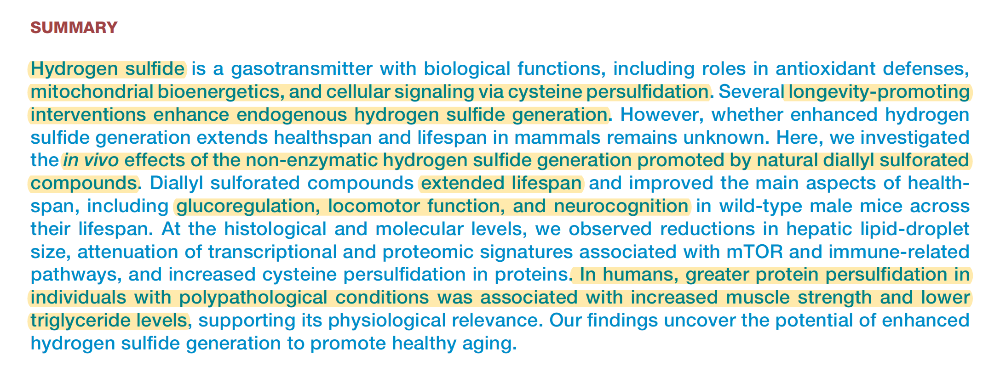 SUMMARY
Hydrogen sulfide is a gasotransmitter with biological functions, including roles in antioxidant defenses,
mitochondrial bioenergetics, and cellular signaling via cysteine persulfidation. Several longevity-promoting
interventions enhance endogenous hydrogen sulfide generation. However, whether enhanced hydrogen
sulfide generation extends healthspan and lifespan in mammals remains unknown. Here, we investigated
the in vivo effects of the non-enzymatic hydrogen sulfide generation promoted by natural diallyl sulforated
compounds. Diallyl sulforated compounds extended lifespan and improved the main aspects of health-
span, including glucoregulation, locomotor function, and neurocognition in wild-type male mice across
their lifespan. At the histological and molecular levels, we observed reductions in hepatic lipid-droplet
size, attenuation of transcriptional and proteomic signatures associated with mTOR and immune-related
pathways, and increased cysteine persulfidation in proteins. In humans, greater protein persulfidation in
individuals with polypathological conditions was associated with increased muscle strength and lower
triglyceride levels, supporting its physiological relevance. Our findings uncover the potential of enhanced
hydrogen sulfide generation to promote healthy aging.